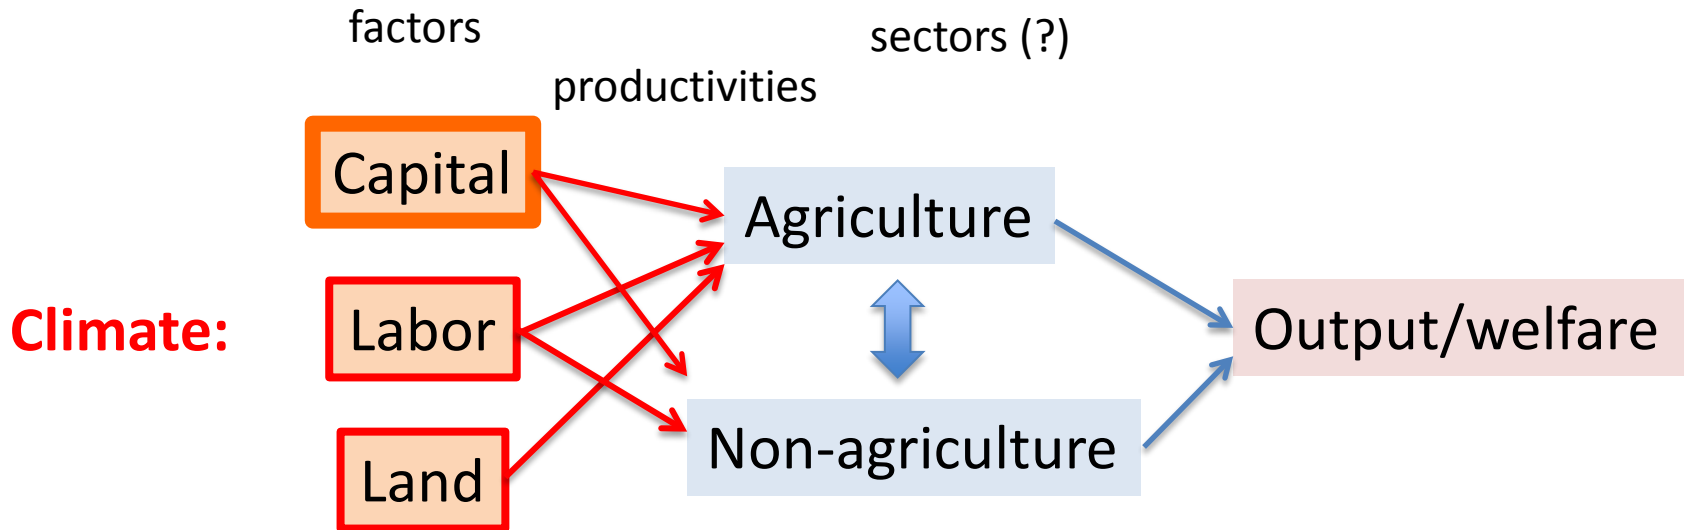 factors
sectors (?)
productivities
Capital
Agriculture
Climate:
Labor
Output/welfare
Non-agriculture
Land